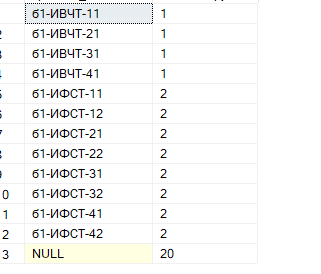 б1-ИВЧТ-11 1
2 б1-ИВЧТ-21 1
3 б1-ИВЧТ-31 1
4 б1-ИВЧТ-41 1
5 б1-ИФСТ-11 2
6 б1-ИФСТ-12 2
7 б1-ИФСТ-21 2
8 б1-ИФСТ-22 2
9 б1-ИФСТ-31 2
0 б1-ИФСТ-32 2
1 б1-ИФСТ-41 2
2 б1-ИФСТ-42 2
3 NULL 20